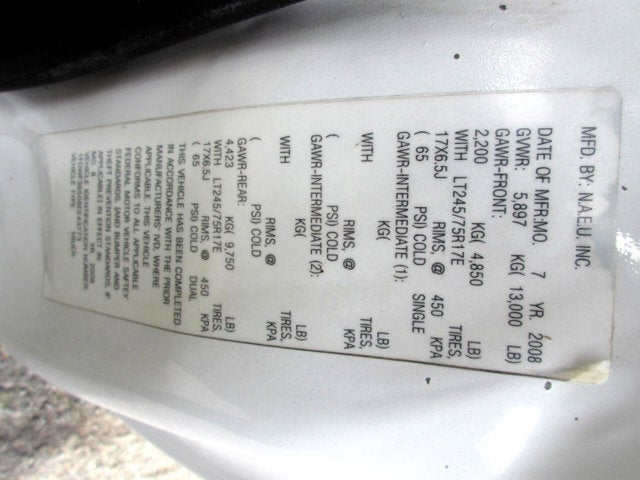 MFD. BY: N.A.E.U. INC.
DATE OF MFR:MO. 7 YR. 2008
GVWR: 5,897 KG( 13,000 LB)
GAWR-FRONT:
2,200 KG( 4,850 LB)
WITH LT245/75R17E TIRES,
17X6.5J RIMS, @ 450 KPA
( 65 PSI) COLD SINGLE
GAWR-INTERMEDIATE (1):
KG( LB)
WITH TIRES,
RIMS, @ KPA
( PSI) COLD
GAWR-INTERMEDIATE (2):
KG( LB)
WITH TIRES,
RIMS, @ KPA
( PSI) COLD
GAWR-REAR:
4,423 KG( 9,750 LB)
WITH LT245/75R17E TIRES,
17X6.5J RIMS, @ 450 KPA
( 65 PSI) COLD DUAL
THIS VEHICLE HAS BEEN COMPLETED
IN ACCORDANCE WITH THE PRIOR
MANUFACTURERS' IVD WHERE
APPLICABLE. THIS VEHICLE
CONFORMS TO ALL APPLICABLE
FEDERAL MOTOR VEHICLE SAFTEY
STANDARDS, [AND BUMPER AND
THEFT PREVENTION STANDARDS, IF
APPLICABLE] IN EFFECT IN:
MO 6 YR 2008
VEHICLE IDENTIFICATION NUMBER:
VEHICLE TYPE TRUCK